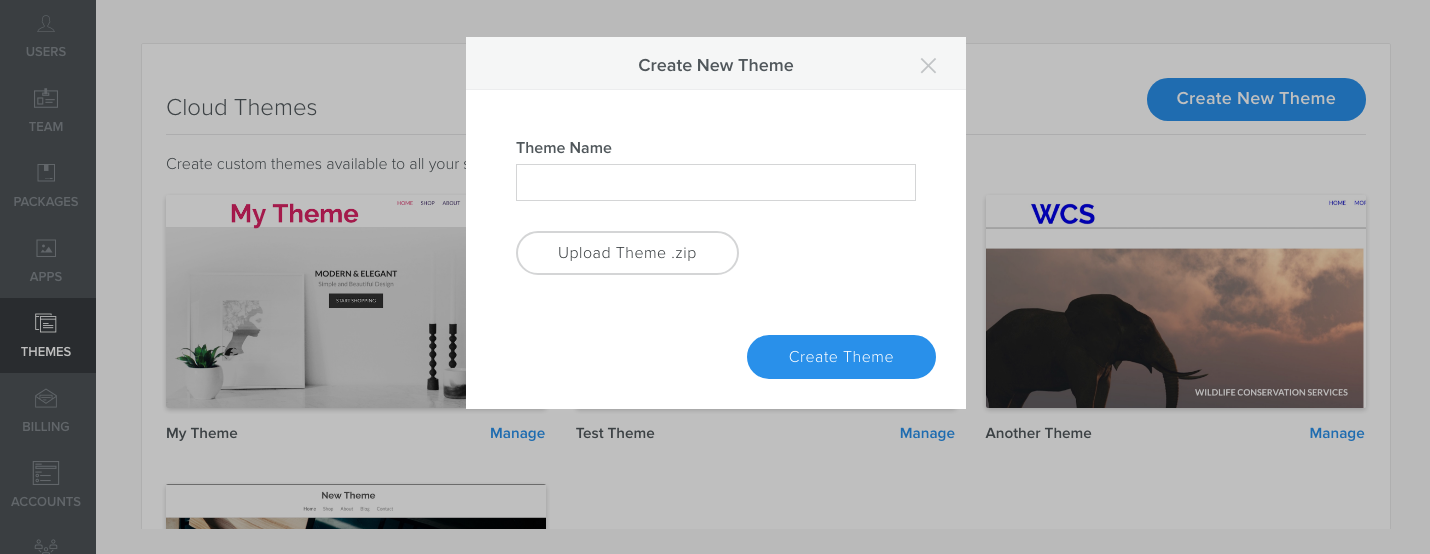 USERS
TEAM
PACKAGES
APPS
THEMES
BILLING
ACCOUNTS
Cloud Themes
Create New Theme
Create custom themes available to all your
Create New Theme
Theme Name
Upload Theme .zip
Create Theme
My Theme
HOME SHOP ABOUT
MODERN & ELEGANT
Simple and Beautiful Design
START SHOPPING
My Theme
Manage
Test Theme
Manage
WCS
HOME
WILDLIFE CONSERVATION SERVICES
Another Theme
Manage
New Theme
Home Shop About Blog Contact